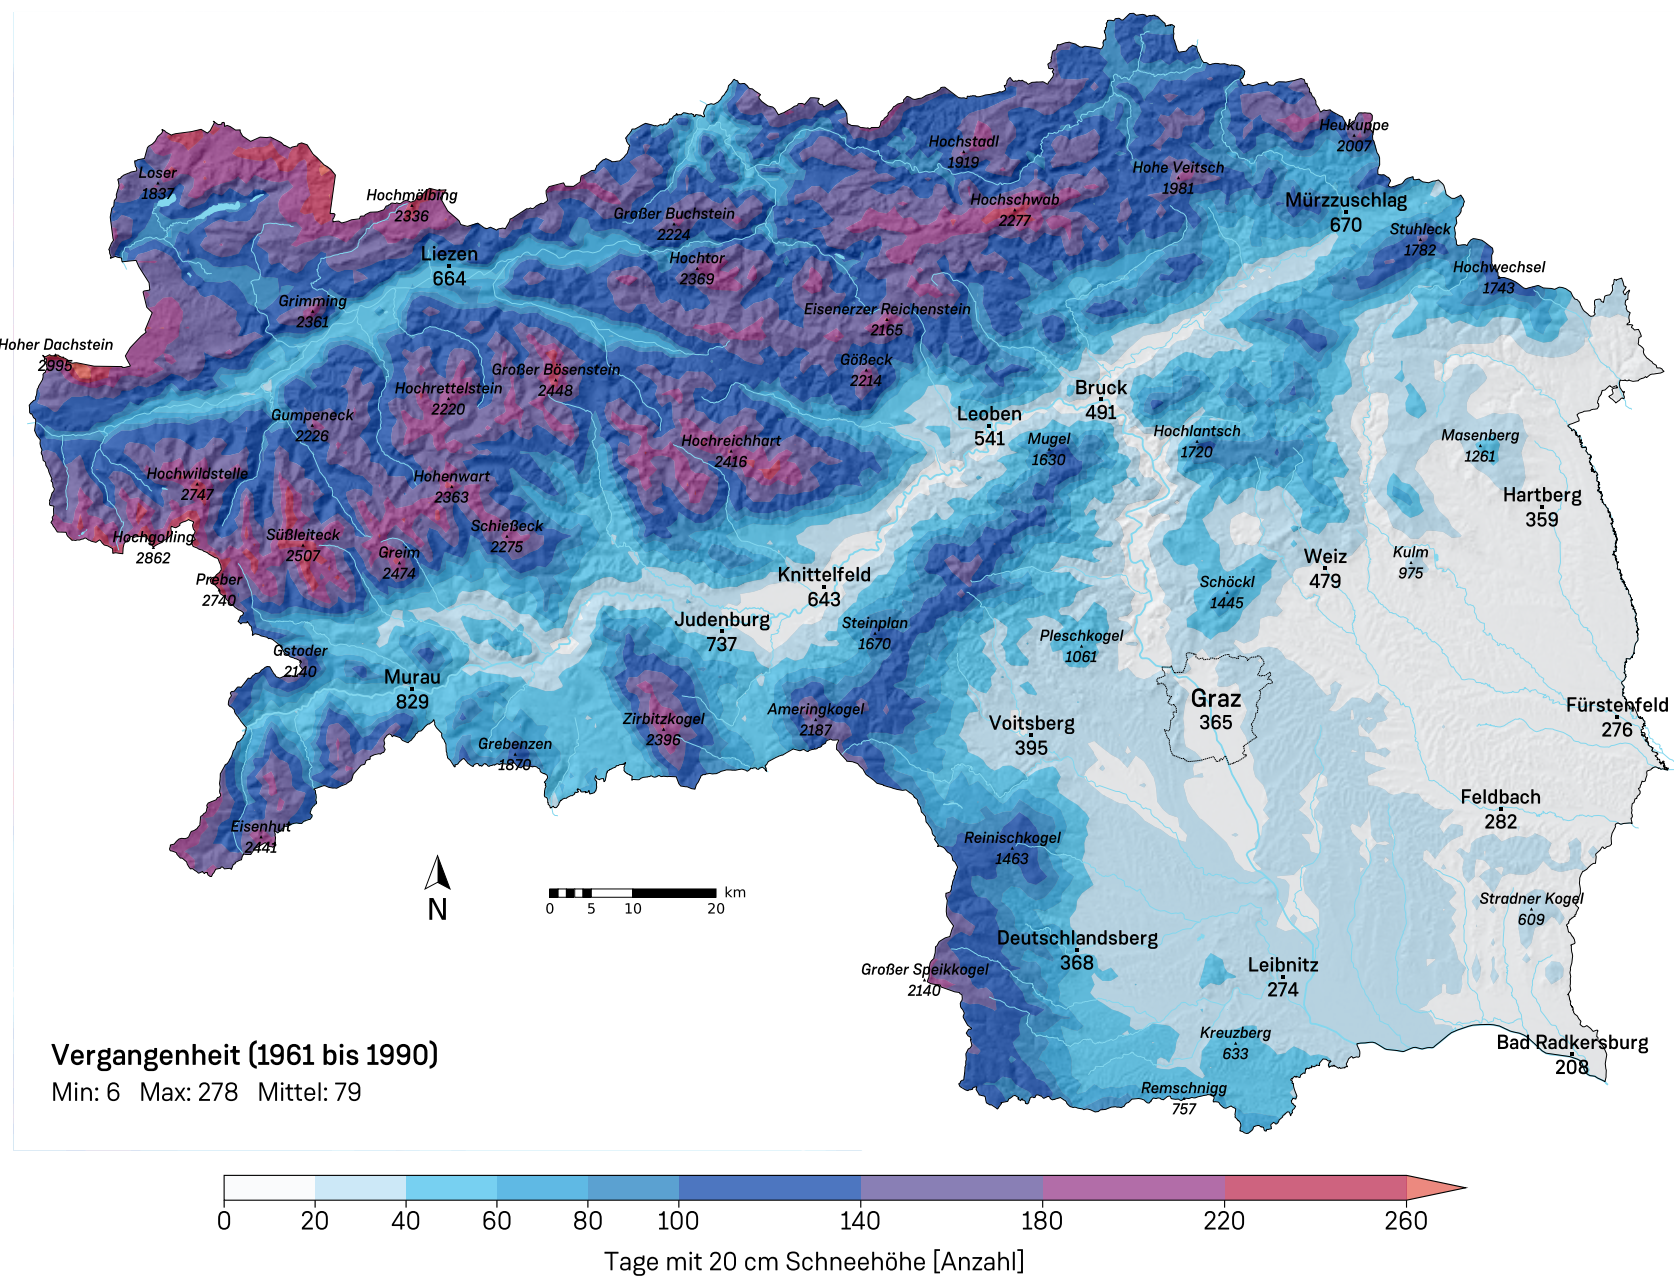 Heukuppe
2007
Hochstadl
1919
Hohe Veitsch
1981
Loser
1837
Hochmölbing
2336
Großer Buchstein
2224
Hochschwab
2277
Mürzzuschlag
670
Stuhleck
1782
Liezen
664
Hochtor
2369
Hochwechsel
1743
Grimming
2361
Eisenerzer Reichenstein
2165
Hoher Dachstein
2995
Gößeck
2214
Großer Bösenstein
2448
Hochrettelstein
2220
Bruck
491
Gumpeneck
2226
Leoben
541
Mugel
1630
Hochlantsch
1720
Masenberg
1261
Hochreichhart
2416
Hochwildstelle
2747
Hohenwart
2363
Hartberg
359
Hochgolling
2862
Süßleiteck
2507
Schießeck
2275
Greim
2474
Weiz
479
Kulm
975
Preber
2740
Knittelfeld
643
Schöckl
1445
Judenburg
737
Steinplan
1670
Pleschkogel
1061
Gstoder
2140
Murau
829
Graz
365
Zirbitzkogel
2396
Ameringkogel
2187
Voitsberg
395
Fürstenfeld
276
Grebenzen
1870
Feldbach
282
Eisenhut
2441
Reinischkogel
1463
Stradner Kogel
609
N
km
0 5 10 20
Deutschlandsberg
368
Großer Speikkogel
2140
Leibnitz
274
Kreuzberg
633
Bad Radkersburg
208
Remschnigg
757
Vergangenheit (1961 bis 1990)
Min: 6 Max: 278 Mittel: 79
0 20 40 60 80 100 140 180 220 260
Tage mit 20 cm Schneehöhe [Anzahl]